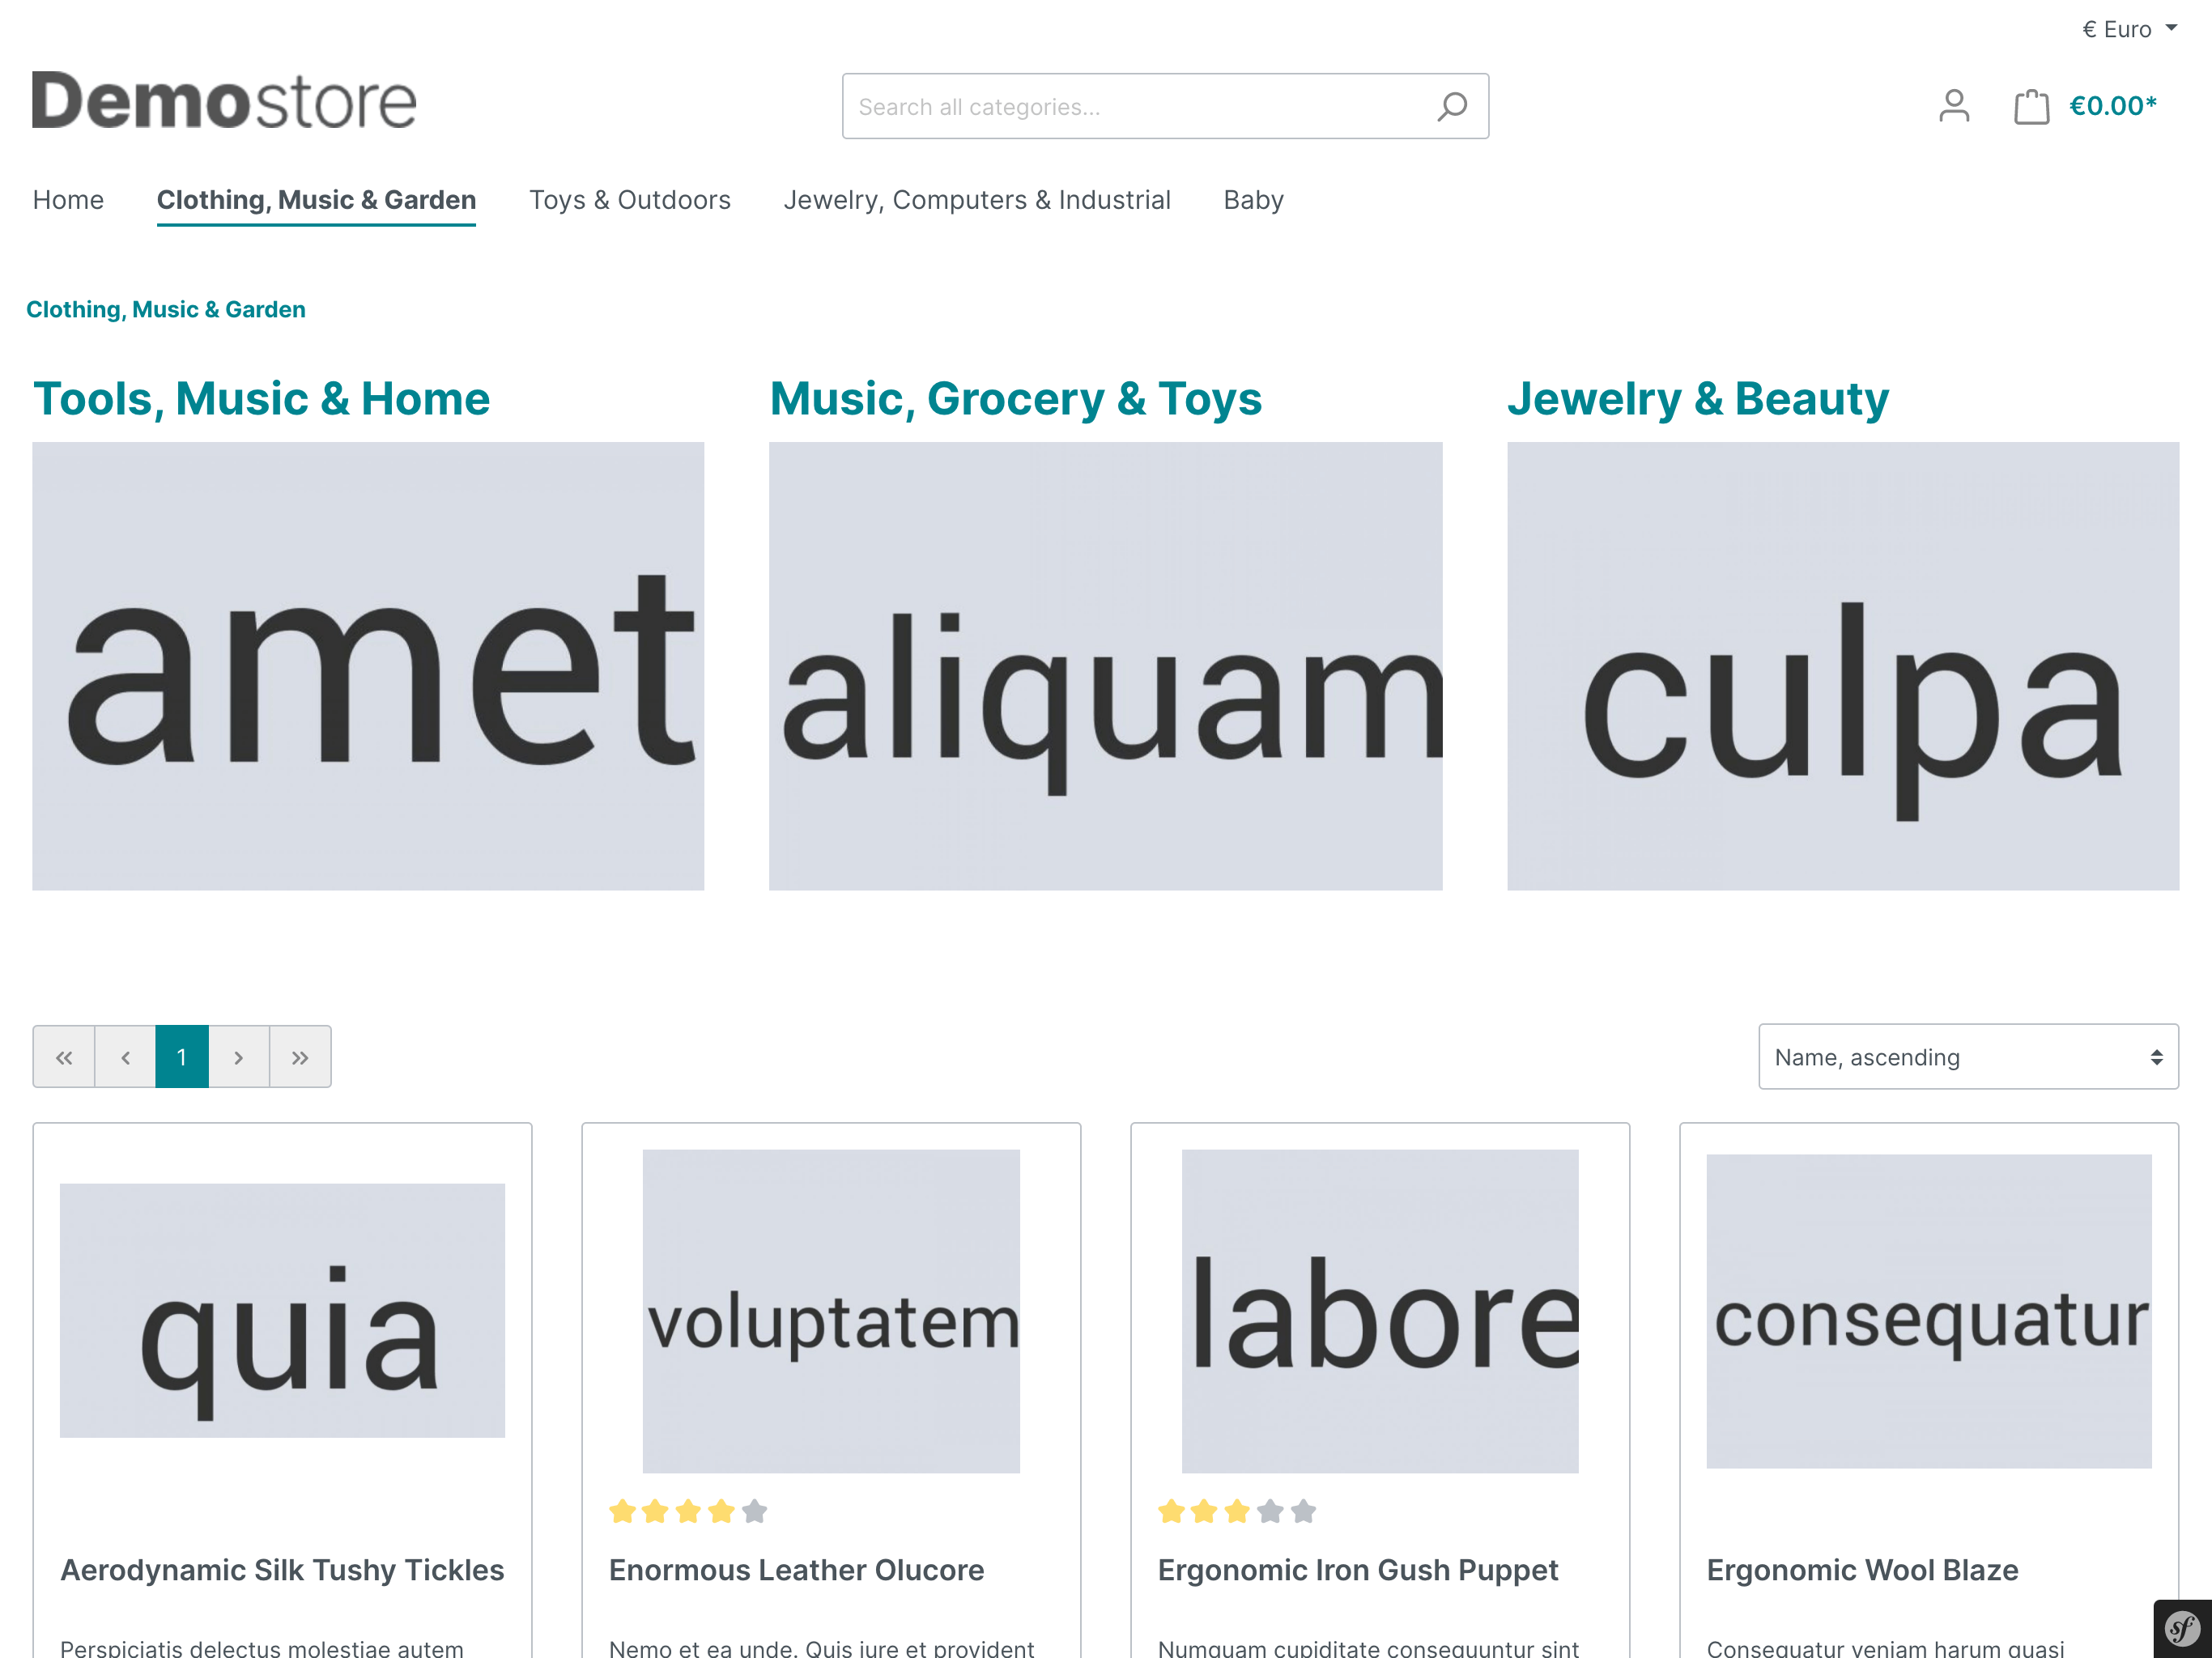 € Euro
Demostore
Search all categories...
€0.00*
Home Clothing, Music & Garden Toys & Outdoors Jewelry, Computers & Industrial Baby
Clothing, Music & Garden
Tools, Music & Home Music, Grocery & Toys Jewelry & Beauty
amet aliquam culpa
« ‹ 1 › »
Name, ascending
quia voluptatem labore consequatur
Aerodynamic Silk Tushy Tickles Enormous Leather Olucore Ergonomic Iron Gush Puppet Ergonomic Wool Blaze
Perspiciatis delectus molestiae autem Nemo et ea unde. Quis iure et provident Numquam cupiditate consequuntur sint Consequatur veniam harum quasi
sf